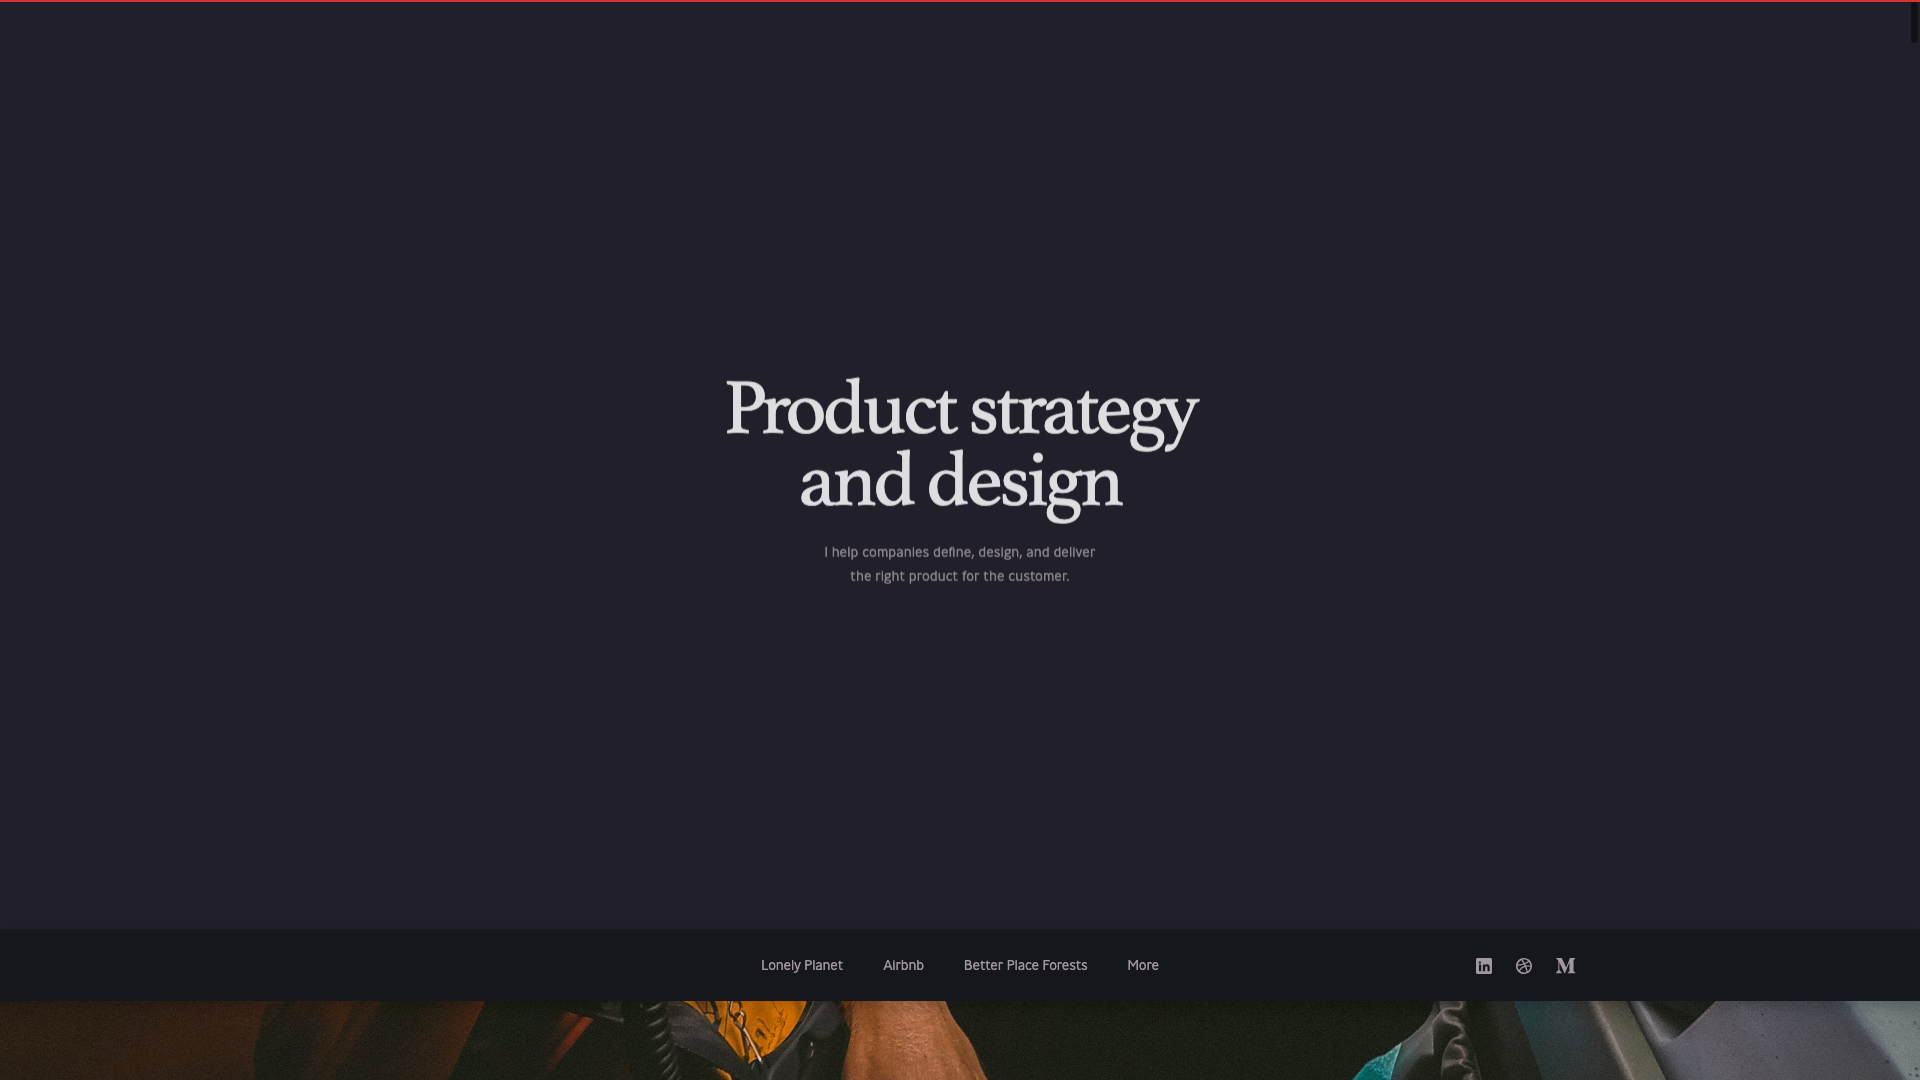 Product strategy
and design
I help companies define, design, and deliver
the right product for the customer.
Lonely Planet Airbnb Better Place Forests More